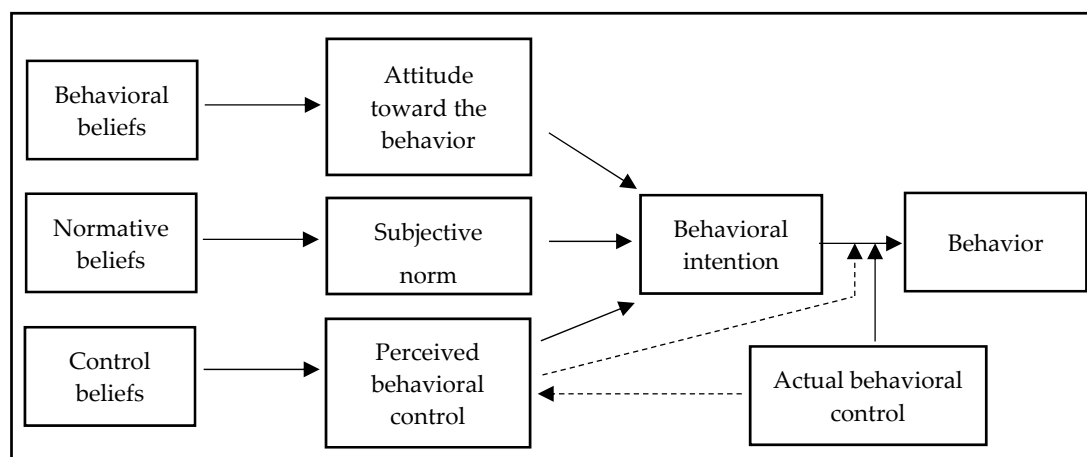 Behavioral
beliefs
Attitude
toward the
behavior
Normative
beliefs
Subjective
norm
Behavioral
intention
Behavior
Control
beliefs
Perceived
behavioral
control
Actual behavioral
control